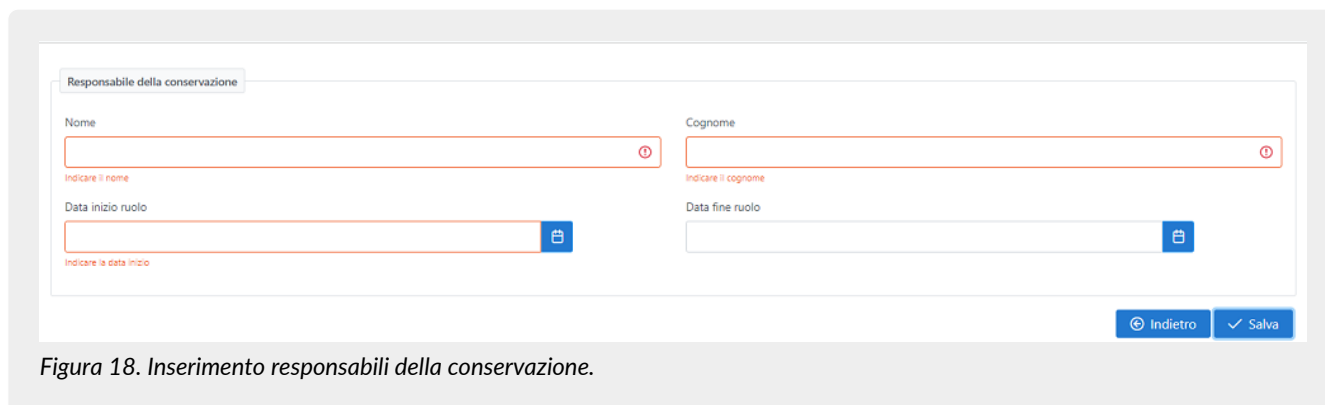 Responsabile della conservazione
Nome
Cognome
Indicare il nome
Indicare il cognome
Data inizio ruolo
Data fine ruolo
Indicare la data inizio
Indietro
Salva
Figura 18. Inserimento responsabili della conservazione.